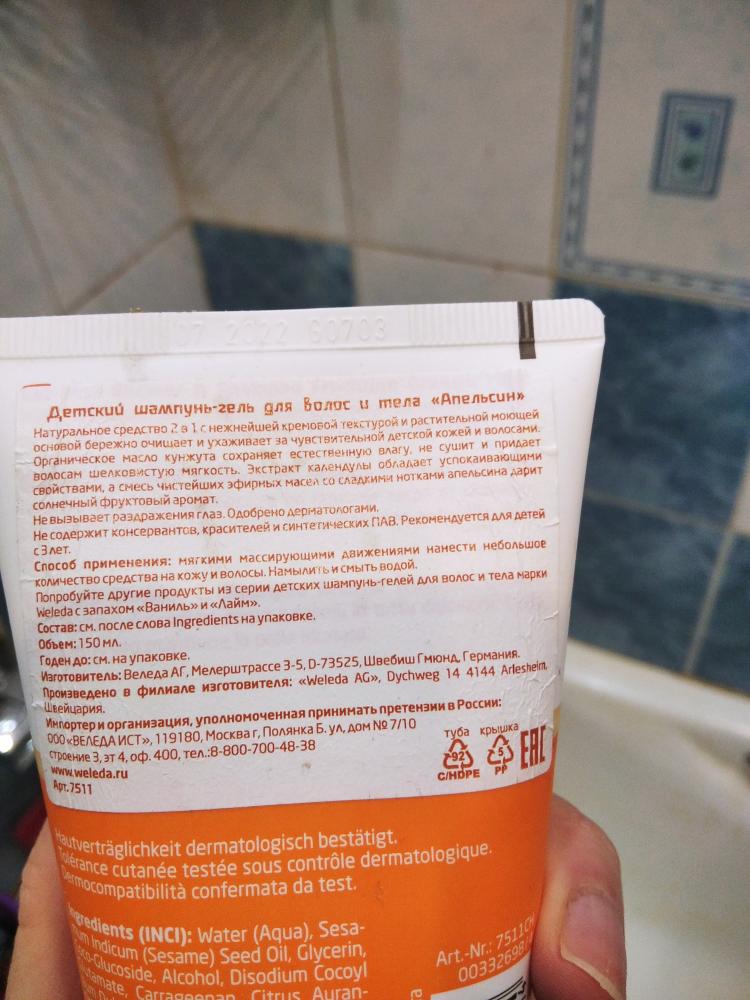 07 2022 G0703
Детский шампунь-гель для волос и тела «Апельсин»
Натуральное средство 2 в 1 с нежнейшей кремовой текстурой и растительной моющей
основой бережно очищает и ухаживает за чувствительной детской кожей и волосами.
Органическое масло кунжута сохраняет естественную влагу, не сушит и придает
волосам шелковистую мягкость. Экстракт календулы обладает успокаивающими
свойствами, а смесь чистейших эфирных масел со сладкими нотками апельсина дарит
солнечный фруктовый аромат.
Не вызывает раздражения глаз. Одобрено дерматологами.
Не содержит консервантов, красителей и синтетических ПАВ. Рекомендуется для детей
с 3 лет.
Способ применения: мягкими массирующими движениями нанести небольшое
количество средства на кожу и волосы. Намылить и смыть водой.
Попробуйте другие продукты из серии детских шампунь-гелей для волос и тела марки
Weleda с запахом «Ваниль» и «Лайм».
Состав: см. после слова Ingredients на упаковке.
Объем: 150 мл.
Годен до: см. на упаковке.
Изготовитель: Веледа АГ, Мелерштрассе 3-5, D-73525, Швебиш Гмюнд, Германия.
Произведено в филиале изготовителя: «Weleda AG», Dychweg 14 4144 Arlesheim,
Швейцария.
Импортер и организация, уполномоченная принимать претензии в России:
ООО «ВЕЛЕДА ИСТ», 119180, Москва г, Полянка Б. ул, дом № 7/10
строение 3, эт 4, оф. 400, тел.:8-800-700-48-38
www.weleda.ru
Арт. 7511
туба крышка
92 5 EAC
C/HDPE PP
Hautverträglichkeit dermatologisch bestätigt.
Tolérance cutanée testée sous contrôle dermatologique.
Dermocompatibilità confermata da test.
Ingredients (INCI): Water (Aqua), Sesa-
mum Indicum (Sesame) Seed Oil, Glycerin,
Coco-Glucoside, Alcohol, Disodium Cocoyl
Glutamate, Carrageenan, Citrus Auran-
Art.-Nr.: 7511CH